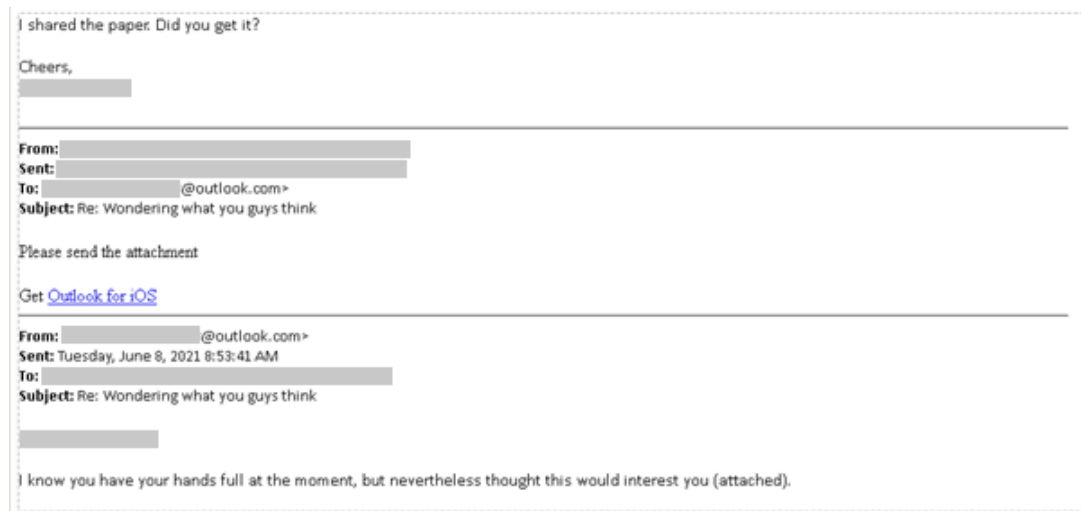 I shared the paper. Did you get it?
Cheers,
From:
Sent:
To: @outlook.com>
Subject: Re: Wondering what you guys think
Please send the attachment
Get Outlook for iOS
From: @outlook.com>
Sent: Tuesday, June 8, 2021 8:53:41 AM
To:
Subject: Re: Wondering what you guys think
I know you have your hands full at the moment, but nevertheless thought this would interest you (attached).